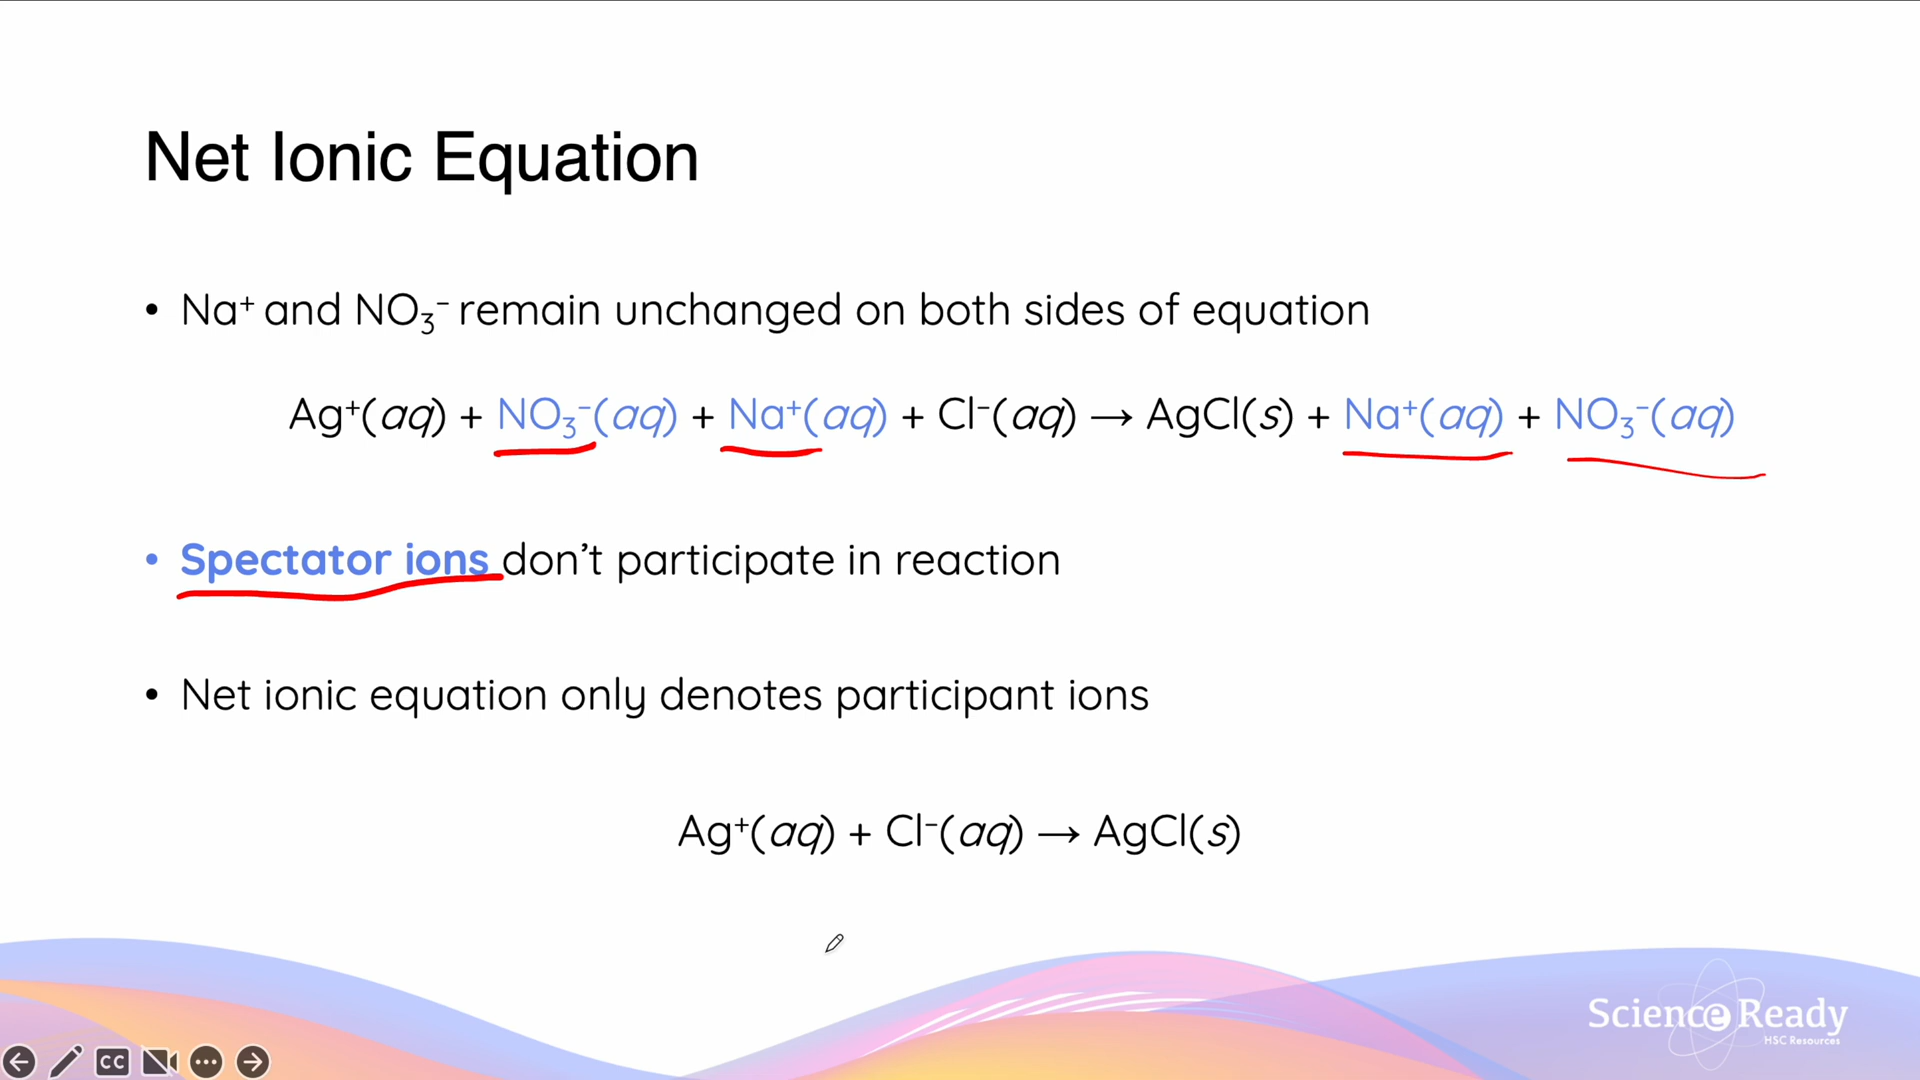 Net Ionic Equation
• Na⁺ and NO₃⁻ remain unchanged on both sides of equation
Ag⁺(aq) + NO₃⁻(aq) + Na⁺(aq) + Cl⁻(aq) → AgCl(s) + Na⁺(aq) + NO₃⁻(aq)
• Spectator ions don’t participate in reaction
• Net ionic equation only denotes participant ions
Ag⁺(aq) + Cl⁻(aq) → AgCl(s)
Science Ready
HSC Resources
CC